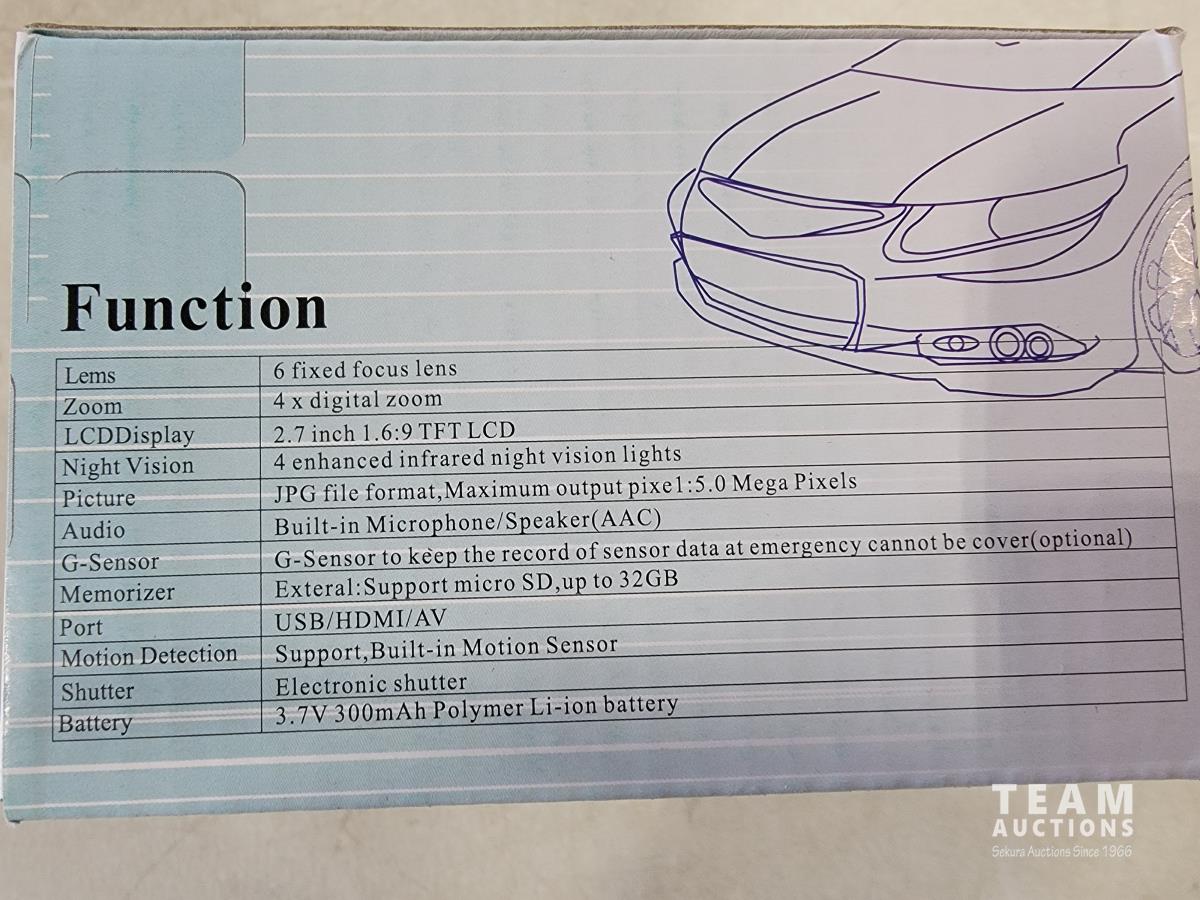 Function
Lems 6 fixed focus lens
Zoom 4 x digital zoom
LCDDisplay 2.7 inch 1.6:9 TFT LCD
Night Vision 4 enhanced infrared night vision lights
Picture JPG file format,Maximum output pixe1:5.0 Mega Pixels
Audio Built-in Microphone/Speaker(AAC)
G-Sensor G-Sensor to keep the record of sensor data at emergency cannot be cover(optional)
Memorizer Exteral:Support micro SD,up to 32GB
Port USB/HDMI/AV
Motion Detection Support,Built-in Motion Sensor
Shutter Electronic shutter
Battery 3.7V 300mAh Polymer Li-ion battery
TEAM
AUCTIONS
Sekura Auctions Since 1966